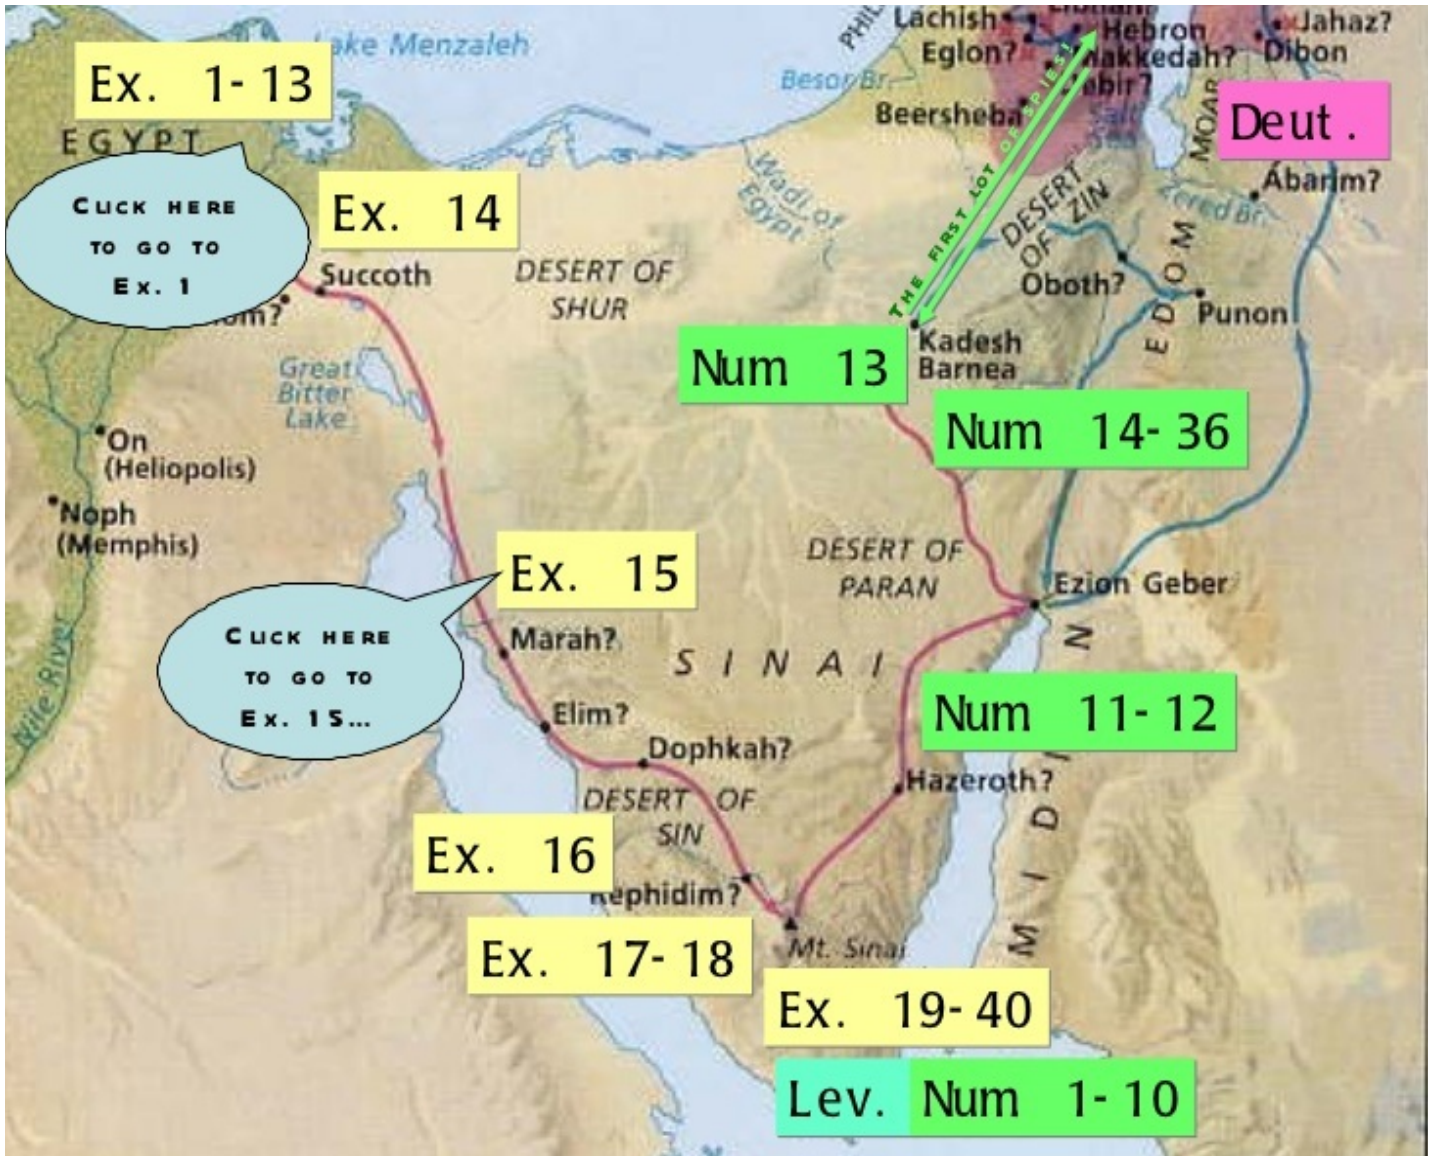 Lake Menzaleh
Ex. 1-13
EGYPT
CLICK HERE
TO GO TO
Ex. 1
Ex. 14
Succoth
DESERT OF
SHUR
Great
Bitter
Lake
On
(Heliopolis)
Noph
(Memphis)
Nile River
Lachish
Eglon?
Hebron
Makkedah?
Debir?
Beersheba
Besor Br.
Wadi of
Egypt
THE FIRST LOT OF SPIES!
Salt
Sea
DESERT
OF
ZIN
Jahaz?
Dibon
MOAB
Deut.
Abarim?
Zered Br.
EDOM
Oboth?
Punon
Kadesh
Barnea
Num 13
Num 14-36
DESERT OF
PARAN
Ezion Geber
Ex. 15
CLICK HERE
TO GO TO
Ex. 15...
Marah?
SINAI
Elim?
Dophkah?
Num 11-12
Hazeroth?
MIDIAN
DESERT OF
SIN
Ex. 16
Rephidim?
Ex. 17-18
Mt. Sinai
Ex. 19-40
Lev. Num 1-10